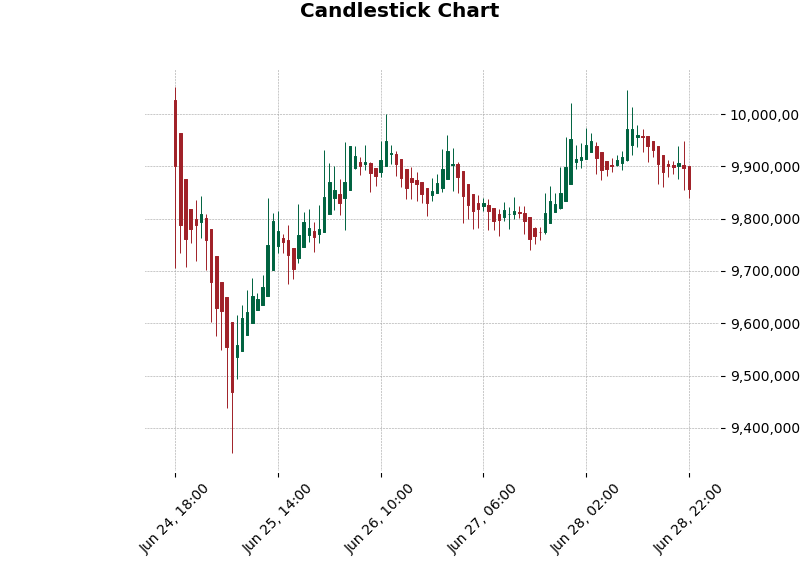 Candlestick Chart
10,000,00
9,900,000
9,800,000
9,700,000
9,600,000
9,500,000
9,400,000
Jun 24, 18:00
Jun 25, 14:00
Jun 26, 10:00
Jun 27, 06:00
Jun 28, 02:00
Jun 28, 22:00